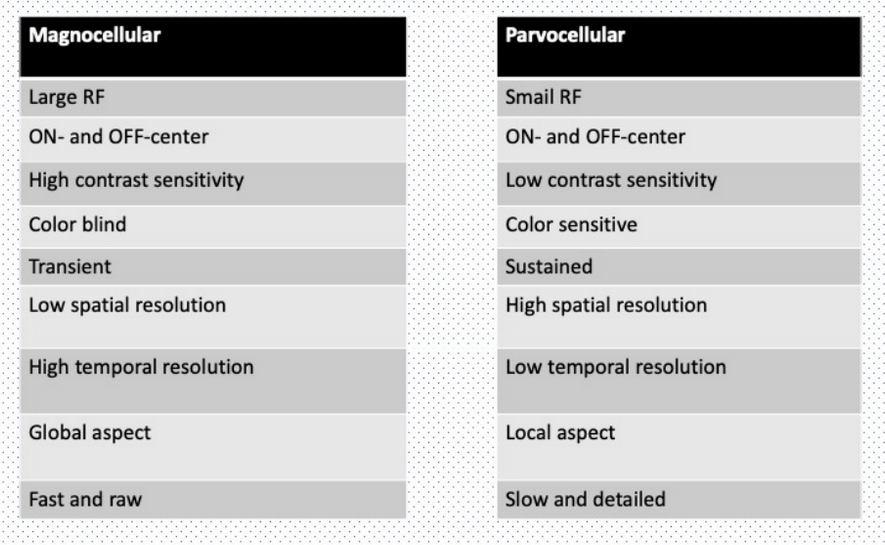 Magnocellular
Large RF
ON- and OFF-center
High contrast sensitivity
Color blind
Transient
Low spatial resolution
High temporal resolution
Global aspect
Fast and raw
Parvocellular
Smail RF
ON- and OFF-center
Low contrast sensitivity
Color sensitive
Sustained
High spatial resolution
Low temporal resolution
Local aspect
Slow and detailed